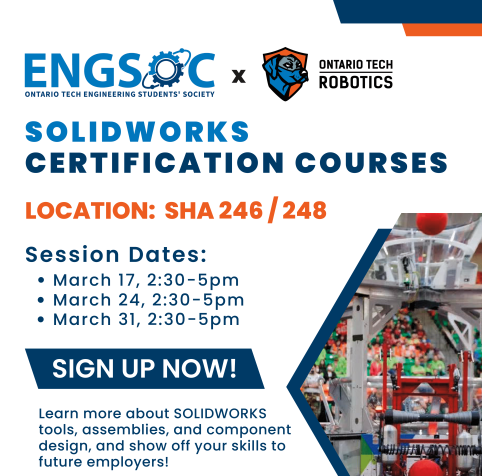 ENGSOC
ONTARIO TECH ENGINEERING STUDENTS' SOCIETY
x
ONTARIO TECH
ROBOTICS
SOLIDWORKS
CERTIFICATION COURSES
LOCATION: SHA 246 / 248
Session Dates:
• March 17, 2:30-5pm
• March 24, 2:30-5pm
• March 31, 2:30-5pm
SIGN UP NOW!
Learn more about SOLIDWORKS
tools, assemblies, and component
design, and show off your skills to
future employers!